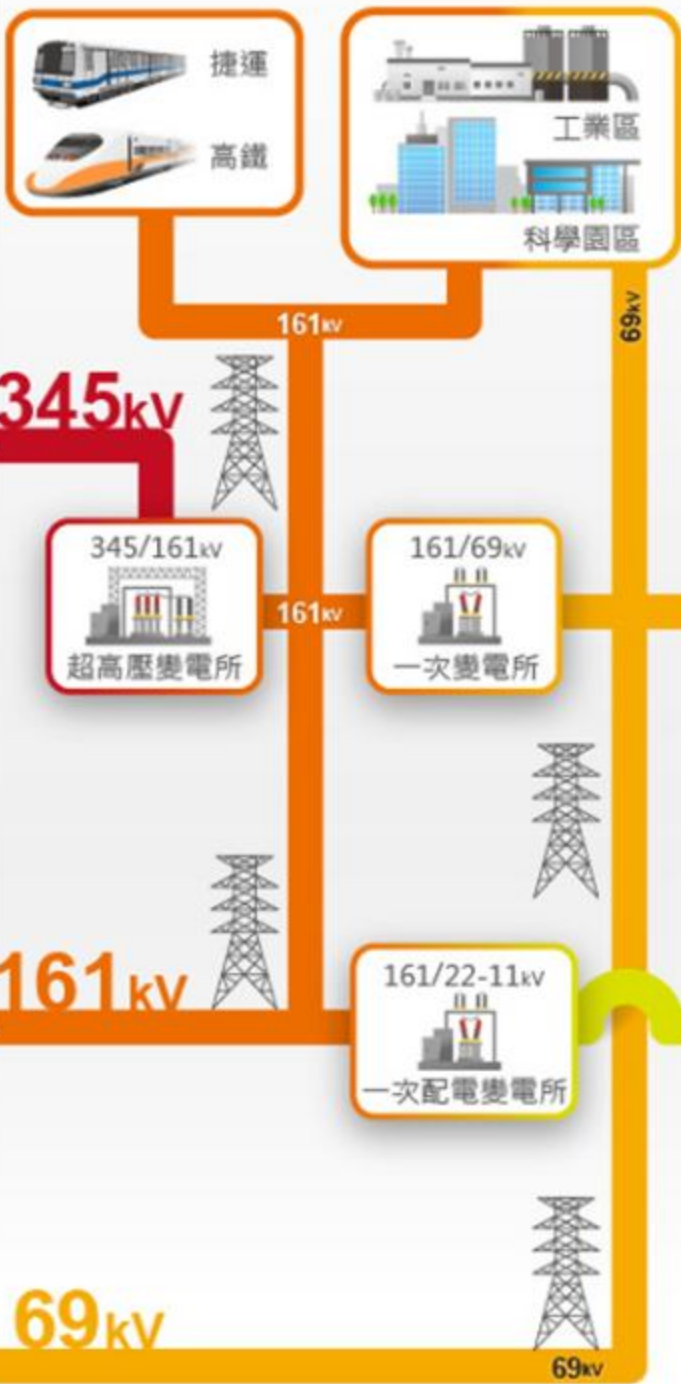 捷運
高鐵
工業區
科學園區
161kV
69kV
345kV
345/161kV
超高壓變電所
161kV
161/69kV
一次變電所
161kV
161/22-11kV
一次配電變電所
69kV
69kV